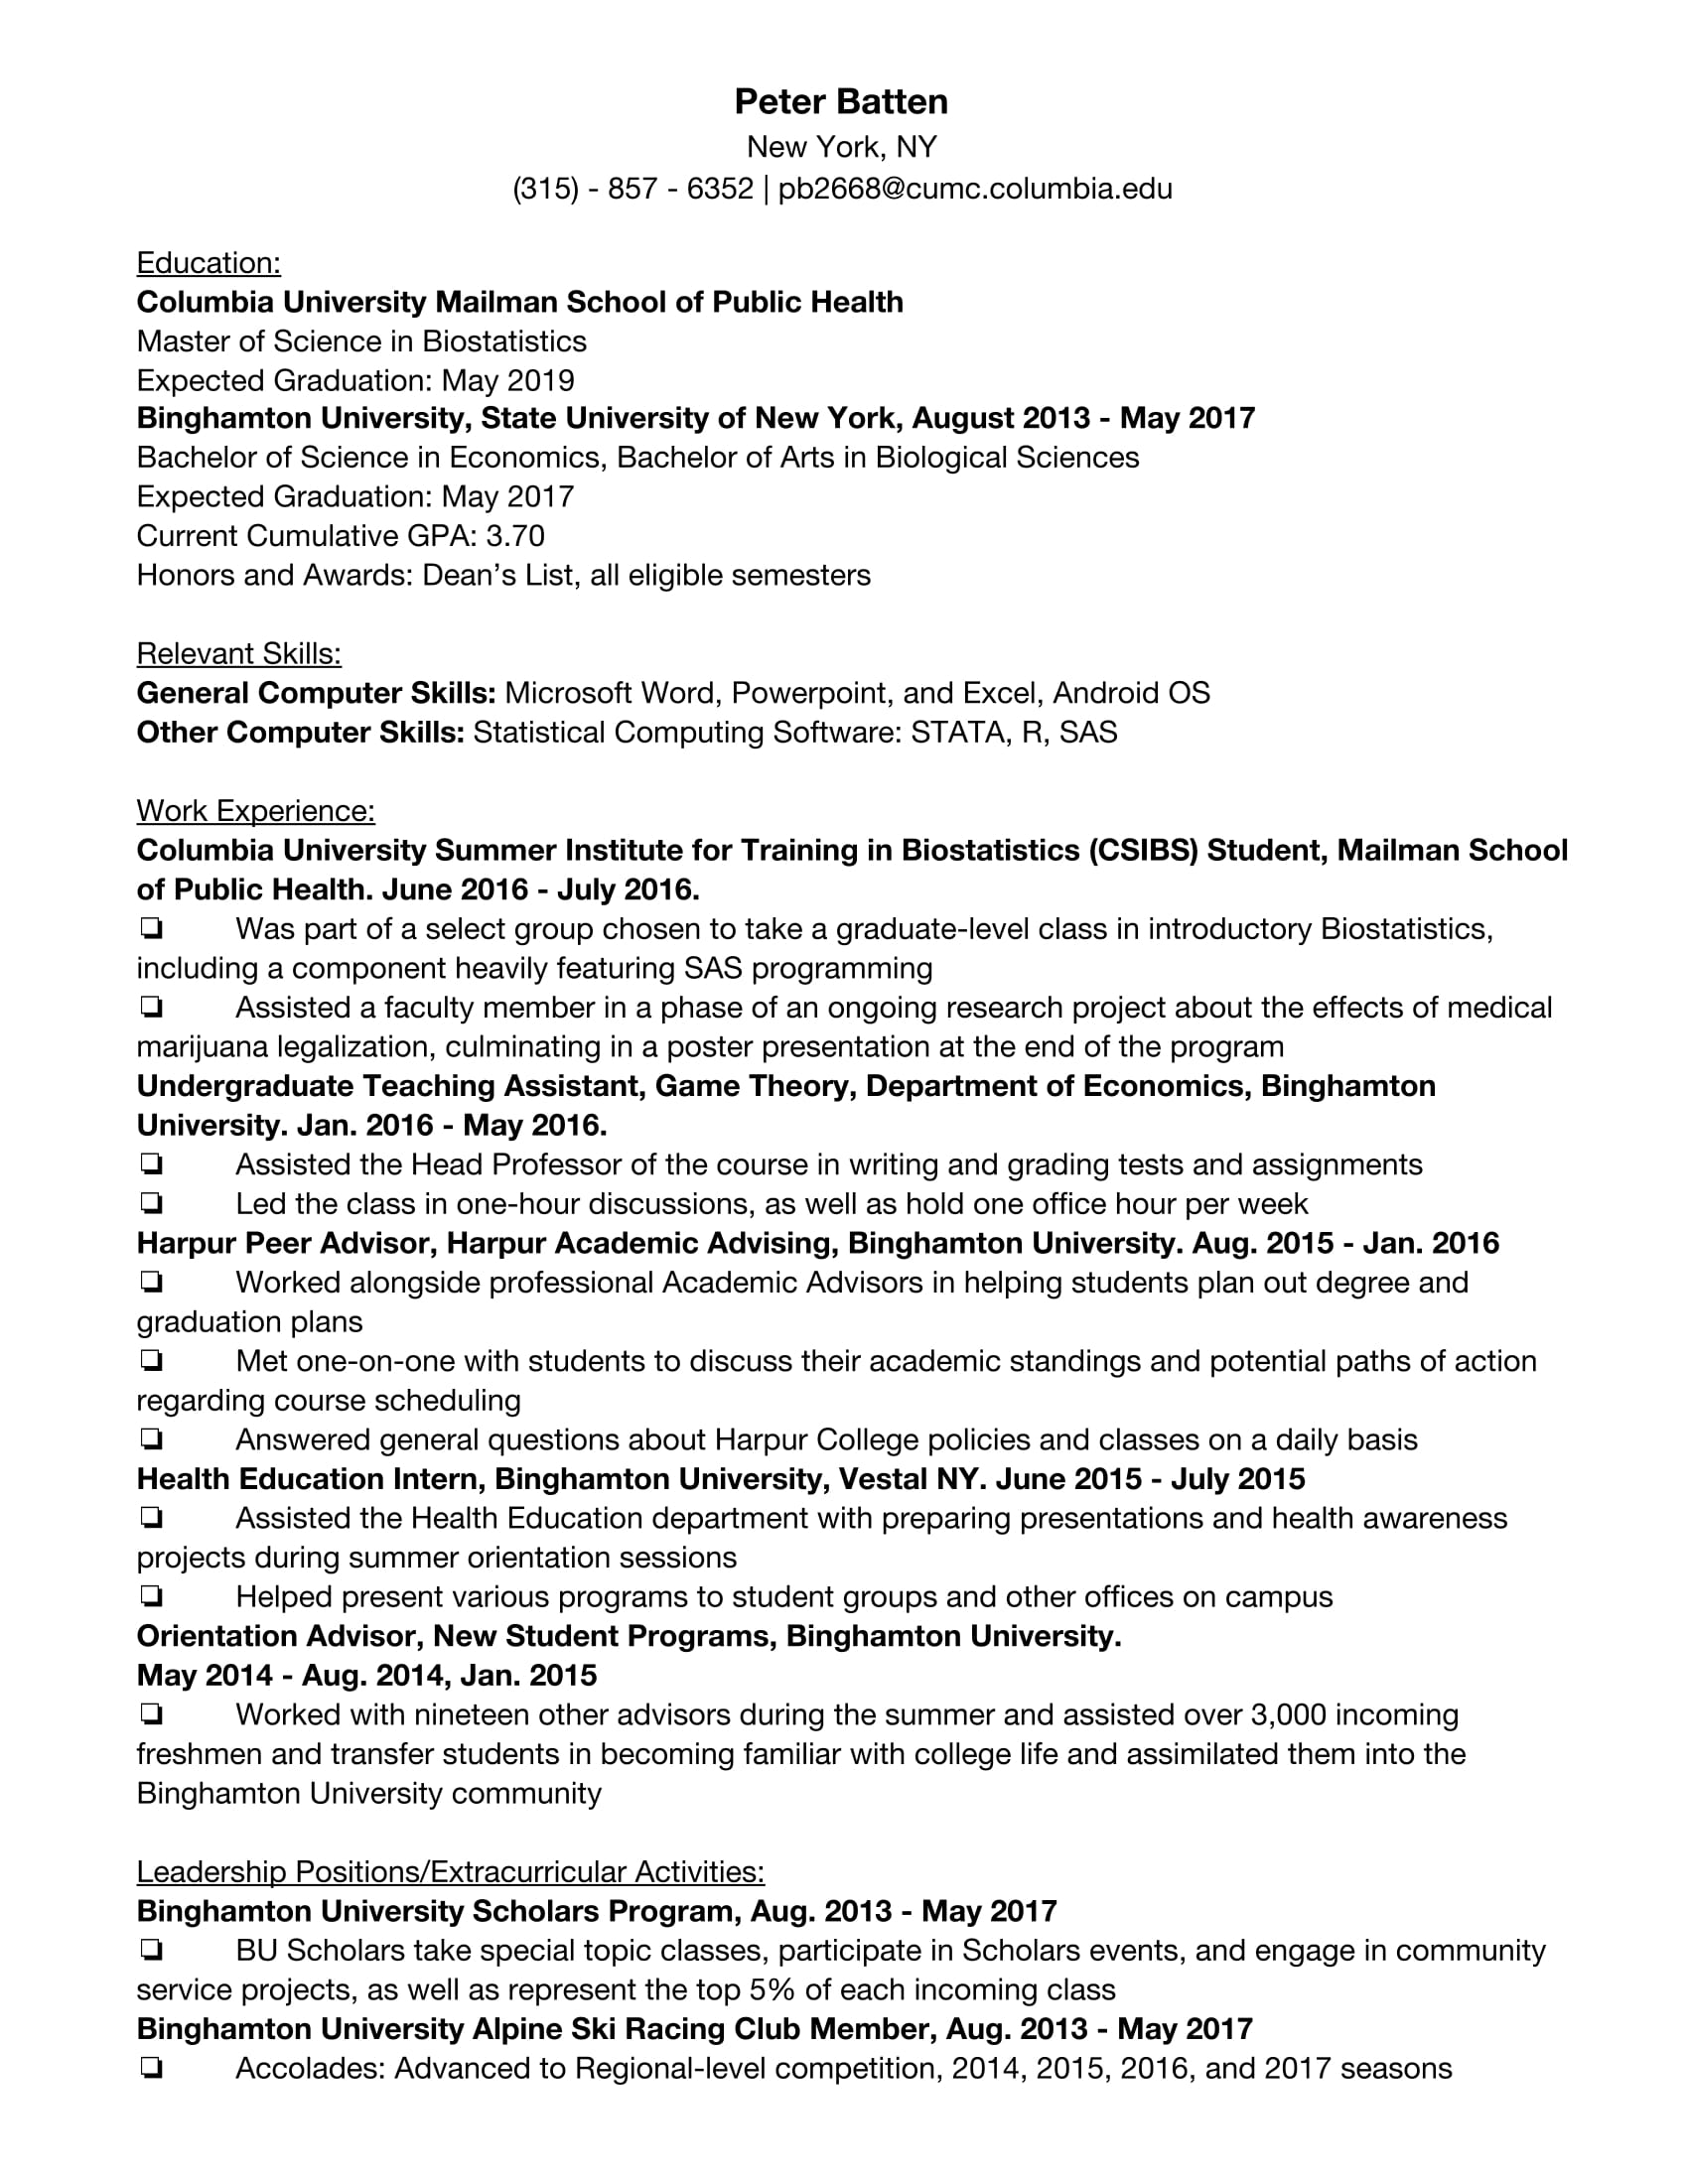 Peter Batten
New York, NY
(315) - 857 - 6352 | pb2668@cumc.columbia.edu
Education:
Columbia University Mailman School of Public Health
Master of Science in Biostatistics
Expected Graduation: May 2019
Binghamton University, State University of New York, August 2013 - May 2017
Bachelor of Science in Economics, Bachelor of Arts in Biological Sciences
Expected Graduation: May 2017
Current Cumulative GPA: 3.70
Honors and Awards: Dean’s List, all eligible semesters
Relevant Skills:
General Computer Skills: Microsoft Word, Powerpoint, and Excel, Android OS
Other Computer Skills: Statistical Computing Software: STATA, R, SAS
Work Experience:
Columbia University Summer Institute for Training in Biostatistics (CSIBS) Student, Mailman School
of Public Health. June 2016 - July 2016.
❏ Was part of a select group chosen to take a graduate-level class in introductory Biostatistics,
including a component heavily featuring SAS programming
❏ Assisted a faculty member in a phase of an ongoing research project about the effects of medical
marijuana legalization, culminating in a poster presentation at the end of the program
Undergraduate Teaching Assistant, Game Theory, Department of Economics, Binghamton
University. Jan. 2016 - May 2016.
❏ Assisted the Head Professor of the course in writing and grading tests and assignments
❏ Led the class in one-hour discussions, as well as hold one office hour per week
Harpur Peer Advisor, Harpur Academic Advising, Binghamton University. Aug. 2015 - Jan. 2016
❏ Worked alongside professional Academic Advisors in helping students plan out degree and
graduation plans
❏ Met one-on-one with students to discuss their academic standings and potential paths of action
regarding course scheduling
❏ Answered general questions about Harpur College policies and classes on a daily basis
Health Education Intern, Binghamton University, Vestal NY. June 2015 - July 2015
❏ Assisted the Health Education department with preparing presentations and health awareness
projects during summer orientation sessions
❏ Helped present various programs to student groups and other offices on campus
Orientation Advisor, New Student Programs, Binghamton University.
May 2014 - Aug. 2014, Jan. 2015
❏ Worked with nineteen other advisors during the summer and assisted over 3,000 incoming
freshmen and transfer students in becoming familiar with college life and assimilated them into the
Binghamton University community
Leadership Positions/Extracurricular Activities:
Binghamton University Scholars Program, Aug. 2013 - May 2017
❏ BU Scholars take special topic classes, participate in Scholars events, and engage in community
service projects, as well as represent the top 5% of each incoming class
Binghamton University Alpine Ski Racing Club Member, Aug. 2013 - May 2017
❏ Accolades: Advanced to Regional-level competition, 2014, 2015, 2016, and 2017 seasons